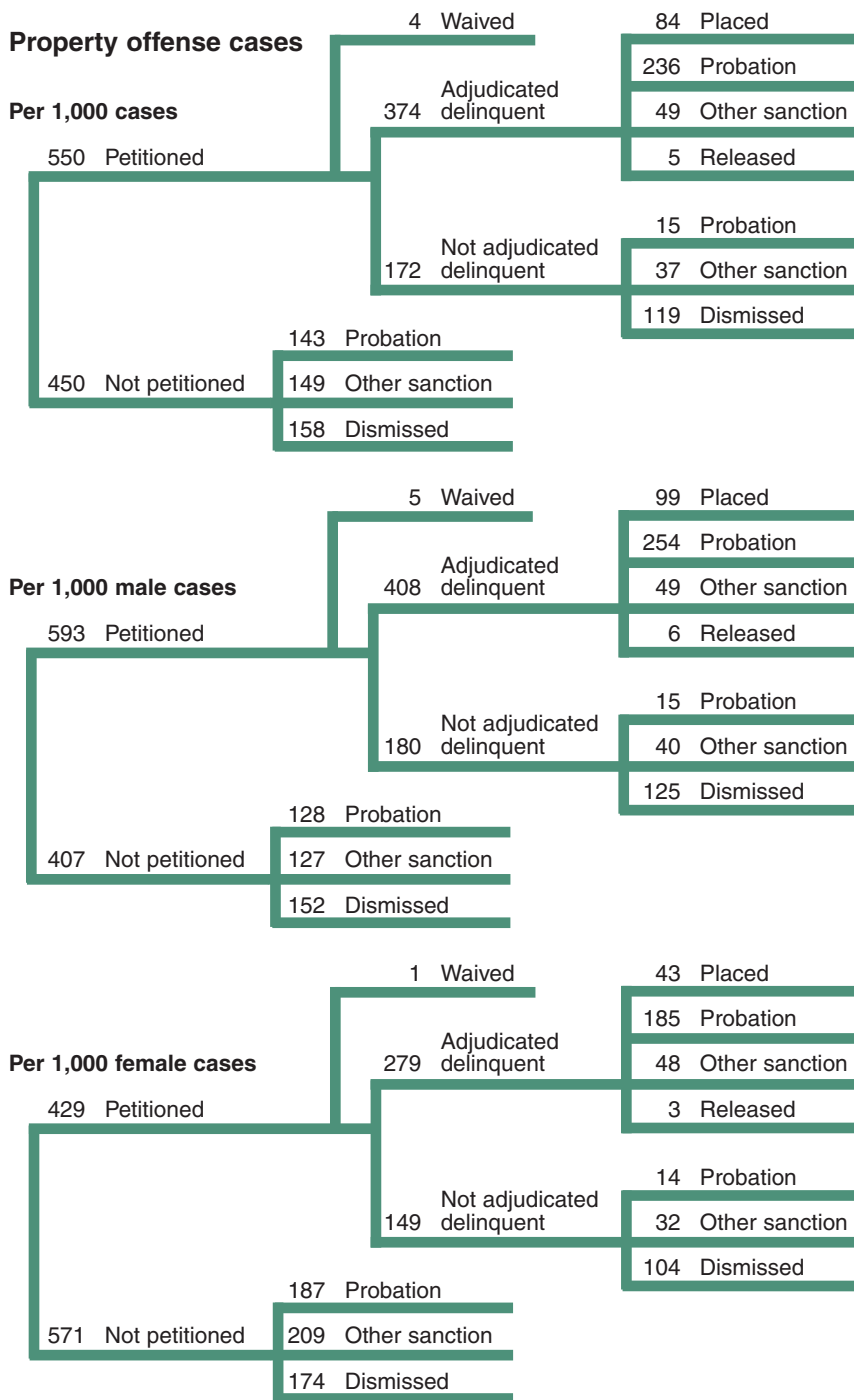 Property offense cases
Per 1,000 cases
550 Petitioned
4 Waived
374 Adjudicated
delinquent
84 Placed
236 Probation
49 Other sanction
5 Released
172 Not adjudicated
delinquent
15 Probation
37 Other sanction
119 Dismissed
450 Not petitioned
143 Probation
149 Other sanction
158 Dismissed
Per 1,000 male cases
593 Petitioned
5 Waived
408 Adjudicated
delinquent
99 Placed
254 Probation
49 Other sanction
6 Released
180 Not adjudicated
delinquent
15 Probation
40 Other sanction
125 Dismissed
407 Not petitioned
128 Probation
127 Other sanction
152 Dismissed
Per 1,000 female cases
429 Petitioned
1 Waived
279 Adjudicated
delinquent
43 Placed
185 Probation
48 Other sanction
3 Released
149 Not adjudicated
delinquent
14 Probation
32 Other sanction
104 Dismissed
571 Not petitioned
187 Probation
209 Other sanction
174 Dismissed